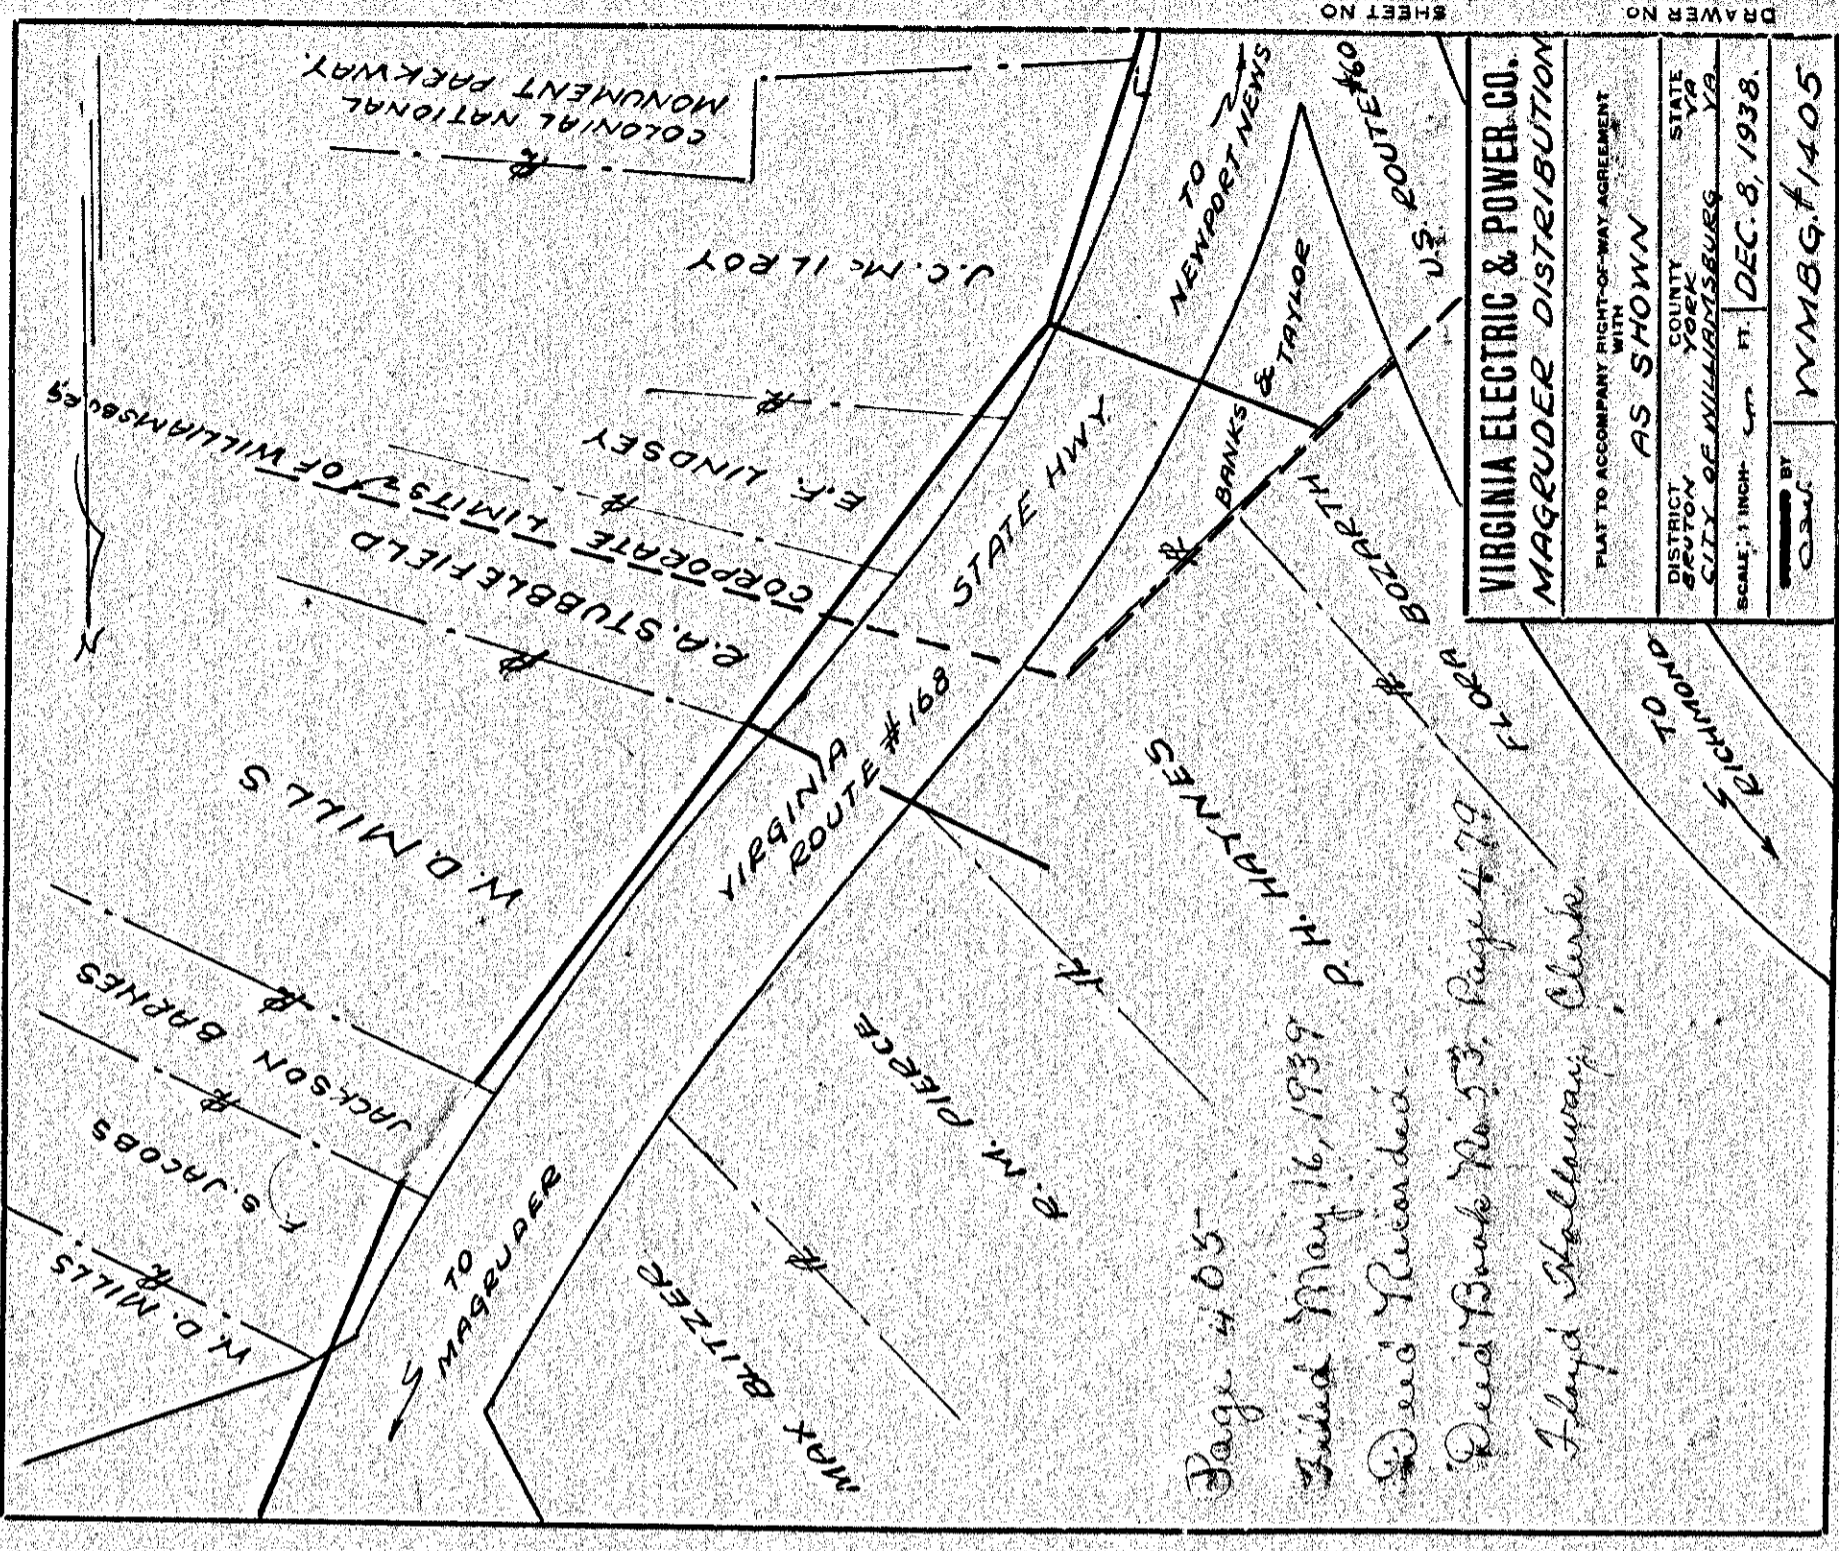 SHEET NO
DRAWER NO
COLONIAL NATIONAL
MONUMENT PARKWAY.
J.C. Mc ILROY
E.F. LINDSEY
CORPORATE LIMITS OF WILLIAMSBURG
R.A. STUBBLEFIELD
W. D. MILLS
JACKSON BARNES
F. S. JACOBS
W. D. MILLS
TO
NEWPORT NEWS
U.S. ROUTE #60
STATE HWY.
VIRGINIA
ROUTE #168
TO
MAGRUDER
BANKS & TAYLOR
FLORA BOZARTH
P. H. HAYNES
R. M. PIERCE
MAX BLITZER
TO
RICHMOND
Page 405
Filed May 16, 1939
Deed Recorded
Deed Book No. 53, Page 479
Floyd Holloway, Clerk.
VIRGINIA ELECTRIC & POWER CO.
MAGRUDER DISTRIBUTION
PLAT TO ACCOMPANY RIGHT-OF-WAY AGREEMENT
WITH
AS SHOWN
DISTRICT COUNTY STATE
BRUTON YORK VA
CITY OF WILLIAMSBURG VA
SCALE: 1 INCH FT. DEC. 8, 1938.
BY
WMBG.# 1405